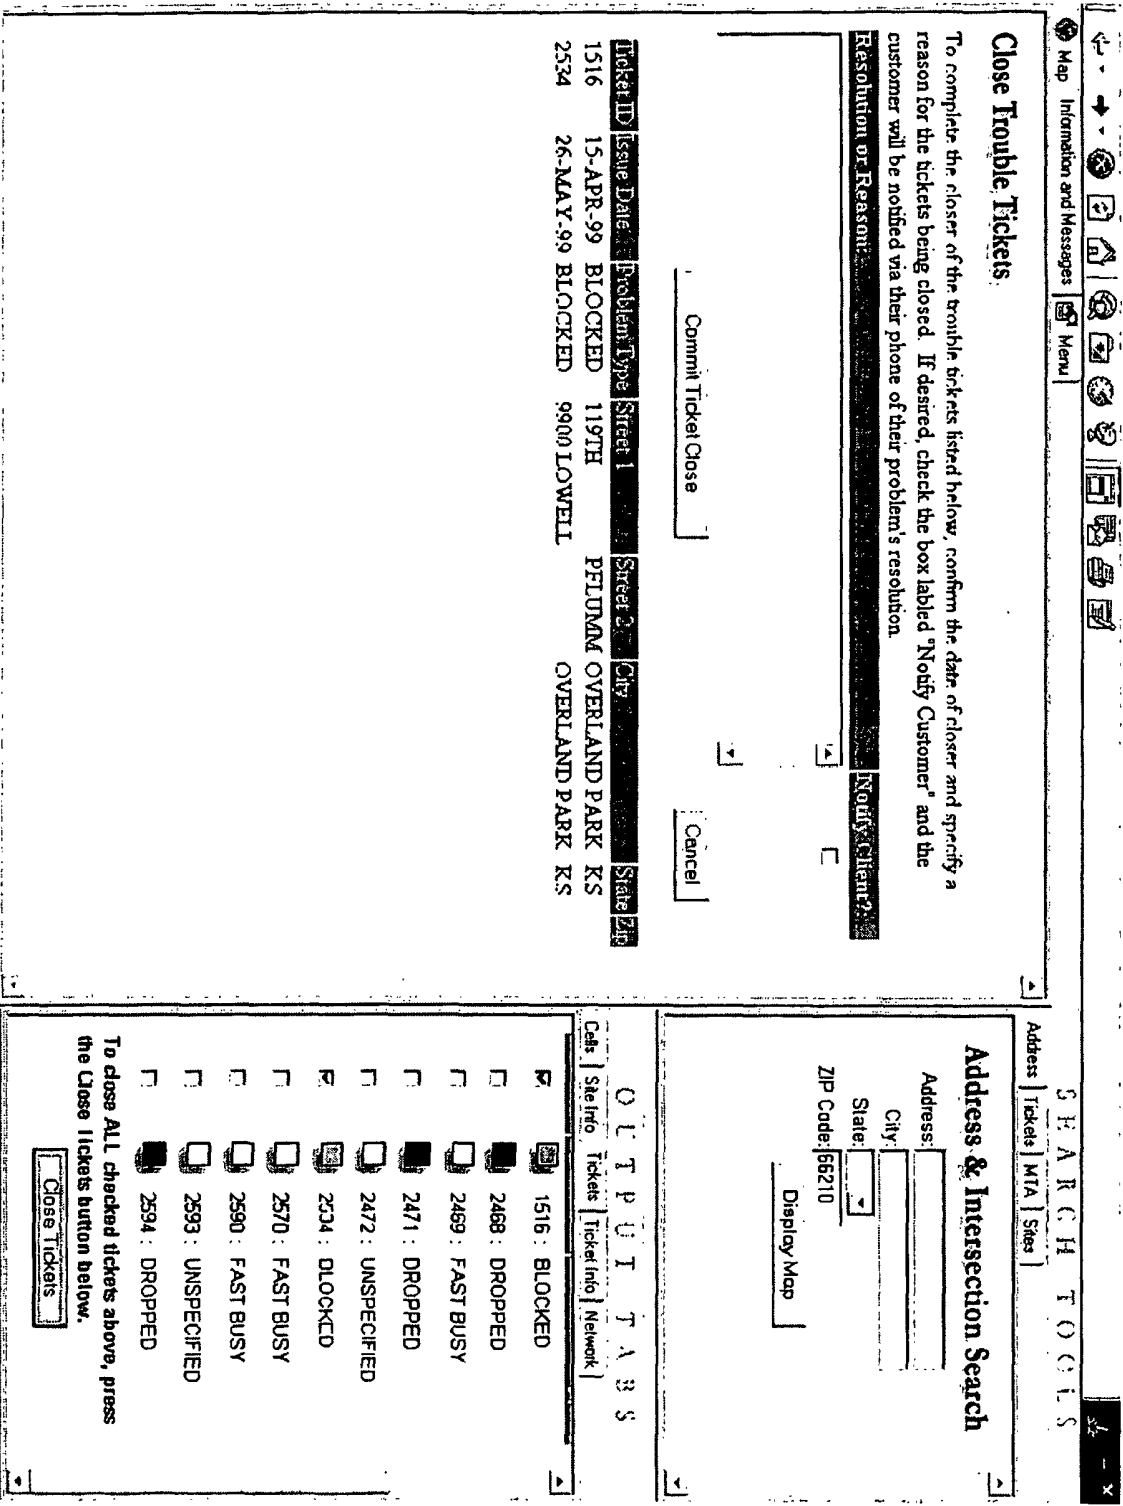 Map Information and Messages Menu
Close Trouble Tickets
To complete the closer of the trouble tickets listed below, confirm the date of closer and specify a
reason for the tickets being closed. If desired, check the box labled "Notify Customer" and the
customer will be notified via their phone of their problem's resolution.
Resolution or Reason: Notify Client?
Commit Ticket Close Cancel
Ticket ID Issue Date Problem Type Street 1 Street 2 City State Zip
1516 15-APR-99 BLOCKED 119TH PFLUMM OVERLAND PARK KS
2534 26-MAY-99 BLOCKED 9900 LOWELL OVERLAND PARK KS
SEARCH TOOLS
Address Tickets MTA Sites
Address & Intersection Search
Address:
City:
State:
ZIP Code: 66210
Display Map
OUTPUT TABS
Cells Site Info Tickets Ticket Info Network
1516 : BLOCKED
2468 : DROPPED
2469 : FAST BUSY
2471 : DROPPED
2472 : UNSPECIFIED
2534 : BLOCKED
2570 : FAST BUSY
2590 : FAST BUSY
2593 : UNSPECIFIED
2594 : DROPPED
To close ALL checked tickets above, press
the Close Tickets button below.
Close Tickets